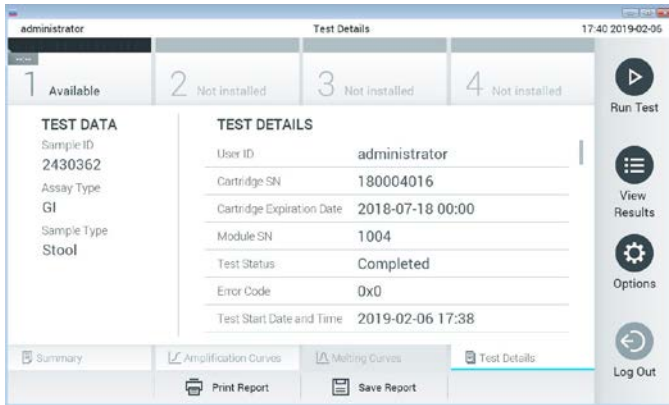 administrator Test Details 17:40 2019-02-06
1 Available 2 Not installed 3 Not installed 4 Not installed
Run Test
TEST DATA
Sample ID
2430362
Assay Type
GI
Sample Type
Stool
TEST DETAILS
User ID administrator
Cartridge SN 180004016
Cartridge Expiration Date 2018-07-18 00:00
Module SN 1004
Test Status Completed
Error Code 0x0
Test Start Date and Time 2019-02-06 17:38
View
Results
Options
Log Out
Summary Amplification Curves Melting Curves Test Details
Print Report Save Report